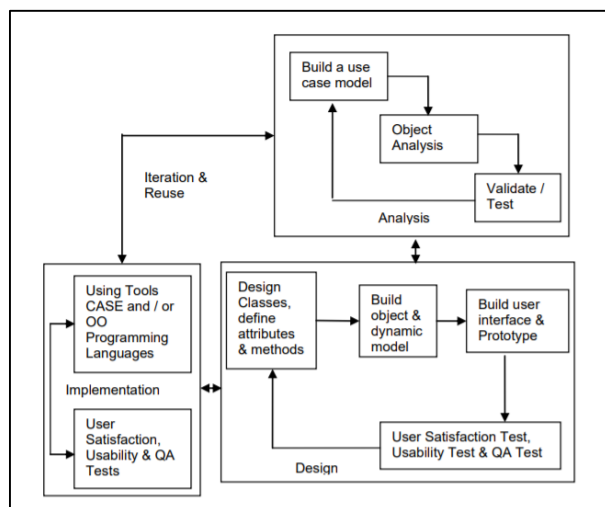 Build a use
case model
Object
Analysis
Validate /
Test
Analysis
Iteration &
Reuse
Using Tools
CASE and / or
OO
Programming
Languages
Implementation
User
Satisfaction,
Usability & QA
Tests
Design
Classes,
define
attributes
& methods
Build
object &
dynamic
model
Build user
interface &
Prototype
User Satisfaction Test,
Usability Test & QA Test
Design